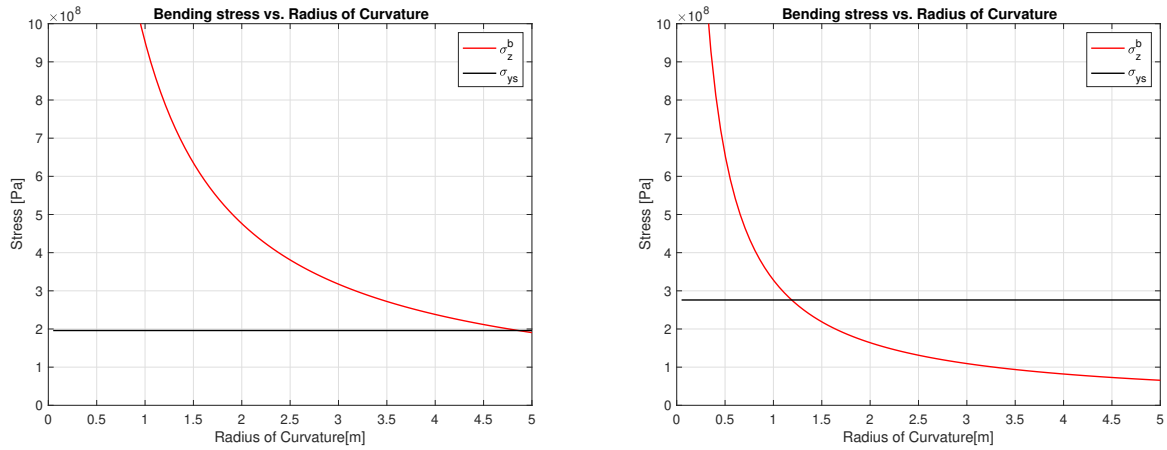 Bending stress vs. Radius of Curvature
×10^8
10
9
8
7
6
5
4
3
2
1
0
Stress [Pa]
σ_z^b
σ_ys
0 0.5 1 1.5 2 2.5 3 3.5 4 4.5 5
Radius of Curvature[m]
Bending stress vs. Radius of Curvature
×10^8
10
9
8
7
6
5
4
3
2
1
0
Stress [Pa]
σ_z^b
σ_ys
0 0.5 1 1.5 2 2.5 3 3.5 4 4.5 5
Radius of Curvature[m]